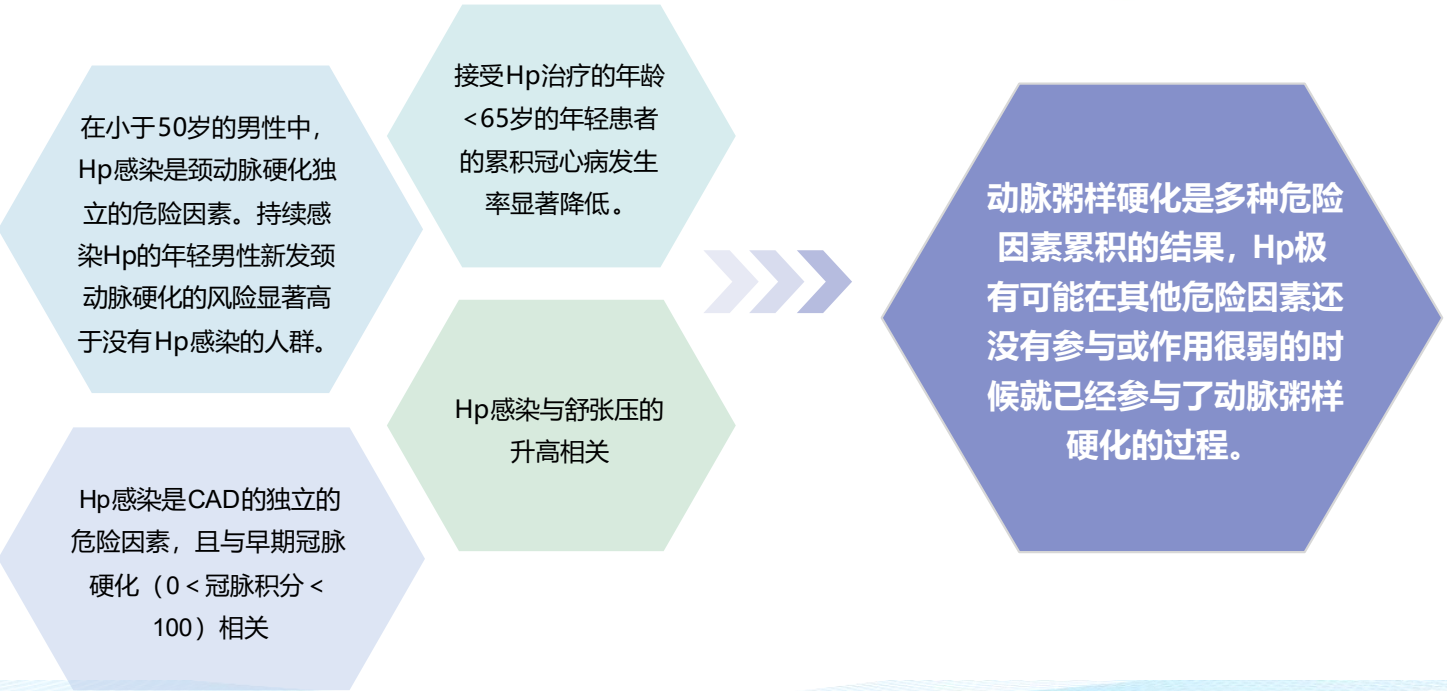 在小于50岁的男性中，
Hp感染是颈动脉硬化独
立的危险因素。持续感
染Hp的年轻男性新发颈
动脉硬化的风险显著高
于没有Hp感染的人群。
接受Hp治疗的年龄
<65岁的年轻患者
的累积冠心病发生
率显著降低。
Hp感染是CAD的独立的
危险因素，且与早期冠脉
硬化（0＜冠脉积分＜
100）相关
Hp感染与舒张压的
升高相关
动脉粥样硬化是多种危险
因素累积的结果，Hp极
有可能在其他危险因素还
没有参与或作用很弱的时
候就已经参与了动脉粥样
硬化的过程。